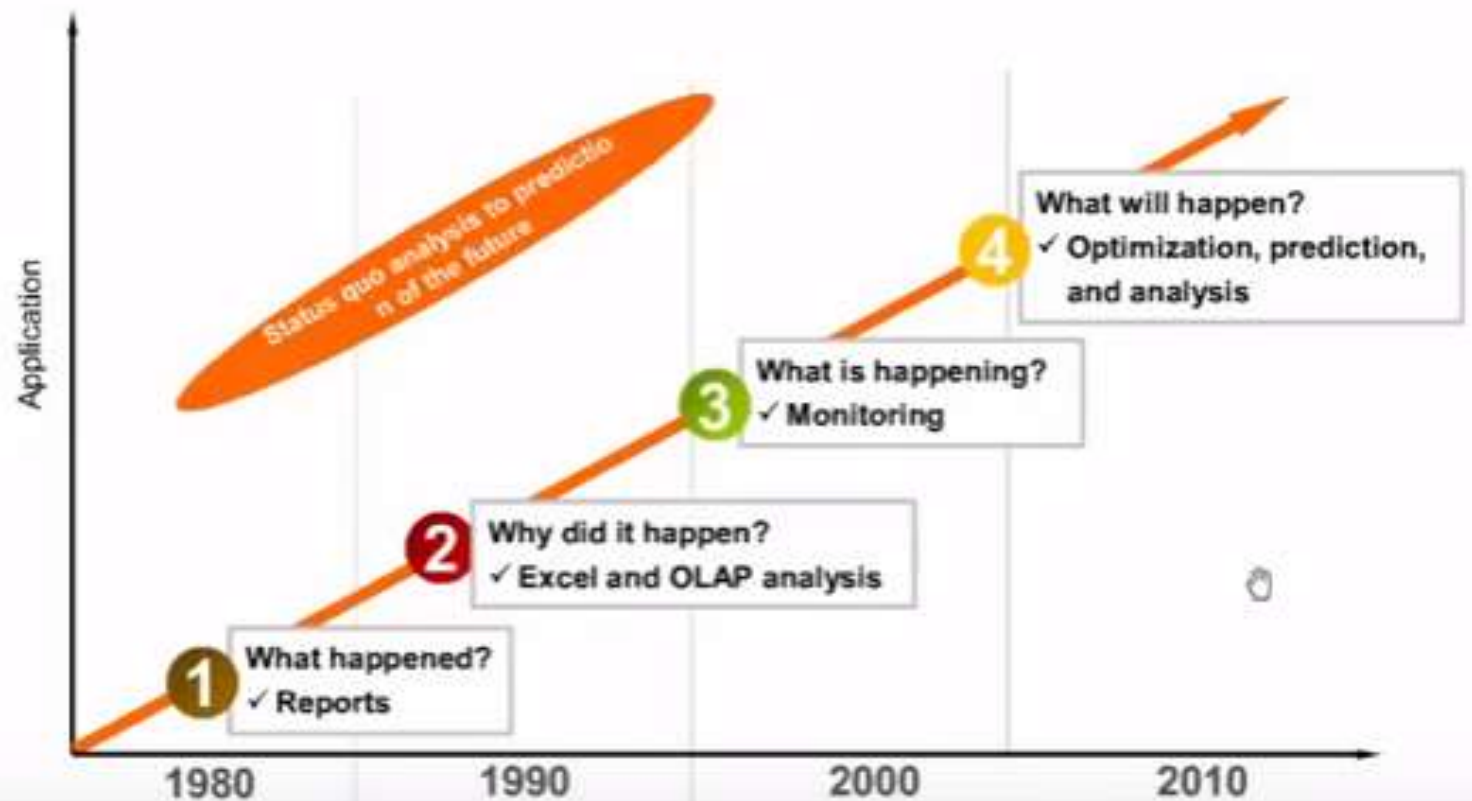 Application
Status quo analysis to predictio
n of the future
4
What will happen?
✓ Optimization, prediction,
and analysis
3
What is happening?
✓ Monitoring
2
Why did it happen?
✓ Excel and OLAP analysis
1
What happened?
✓ Reports
1980
1990
2000
2010